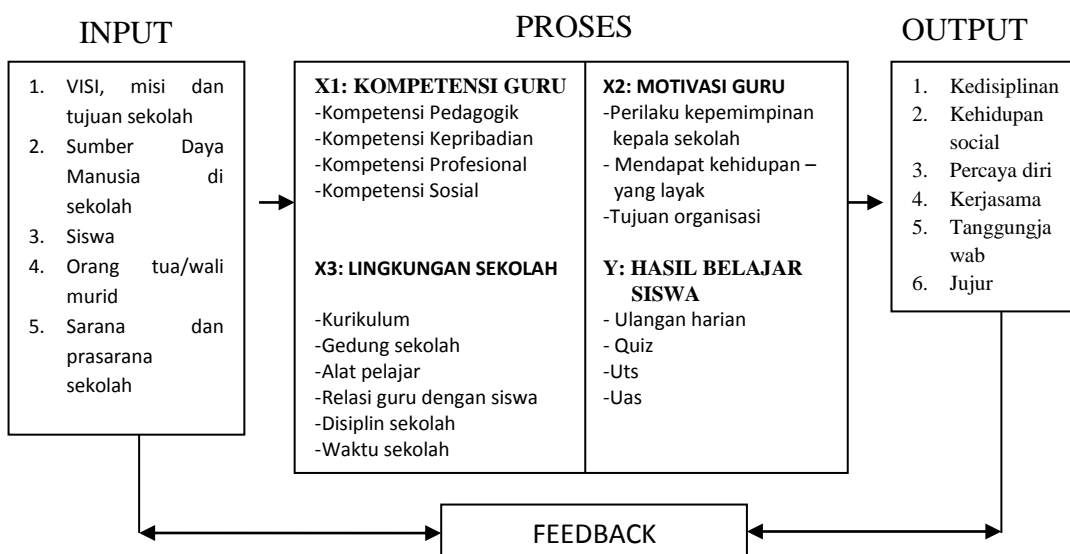 INPUT
1. VISI, misi dan
tujuan sekolah
2. Sumber Daya
Manusia di
sekolah
3. Siswa
4. Orang tua/wali
murid
5. Sarana dan
prasarana
sekolah
PROSES
X1: KOMPETENSI GURU
-Kompetensi Pedagogik
-Kompetensi Kepribadian
-Kompetensi Profesional
-Kompetensi Sosial
X2: MOTIVASI GURU
-Perilaku kepemimpinan
kepala sekolah
- Mendapat kehidupan –
yang layak
-Tujuan organisasi
X3: LINGKUNGAN SEKOLAH
-Kurikulum
-Gedung sekolah
-Alat pelajar
-Relasi guru dengan siswa
-Disiplin sekolah
-Waktu sekolah
Y: HASIL BELAJAR
SISWA
- Ulangan harian
- Quiz
-Uts
-Uas
OUTPUT
1. Kedisiplinan
2. Kehidupan
social
3. Percaya diri
4. Kerjasama
5. Tanggungja
wab
6. Jujur
FEEDBACK